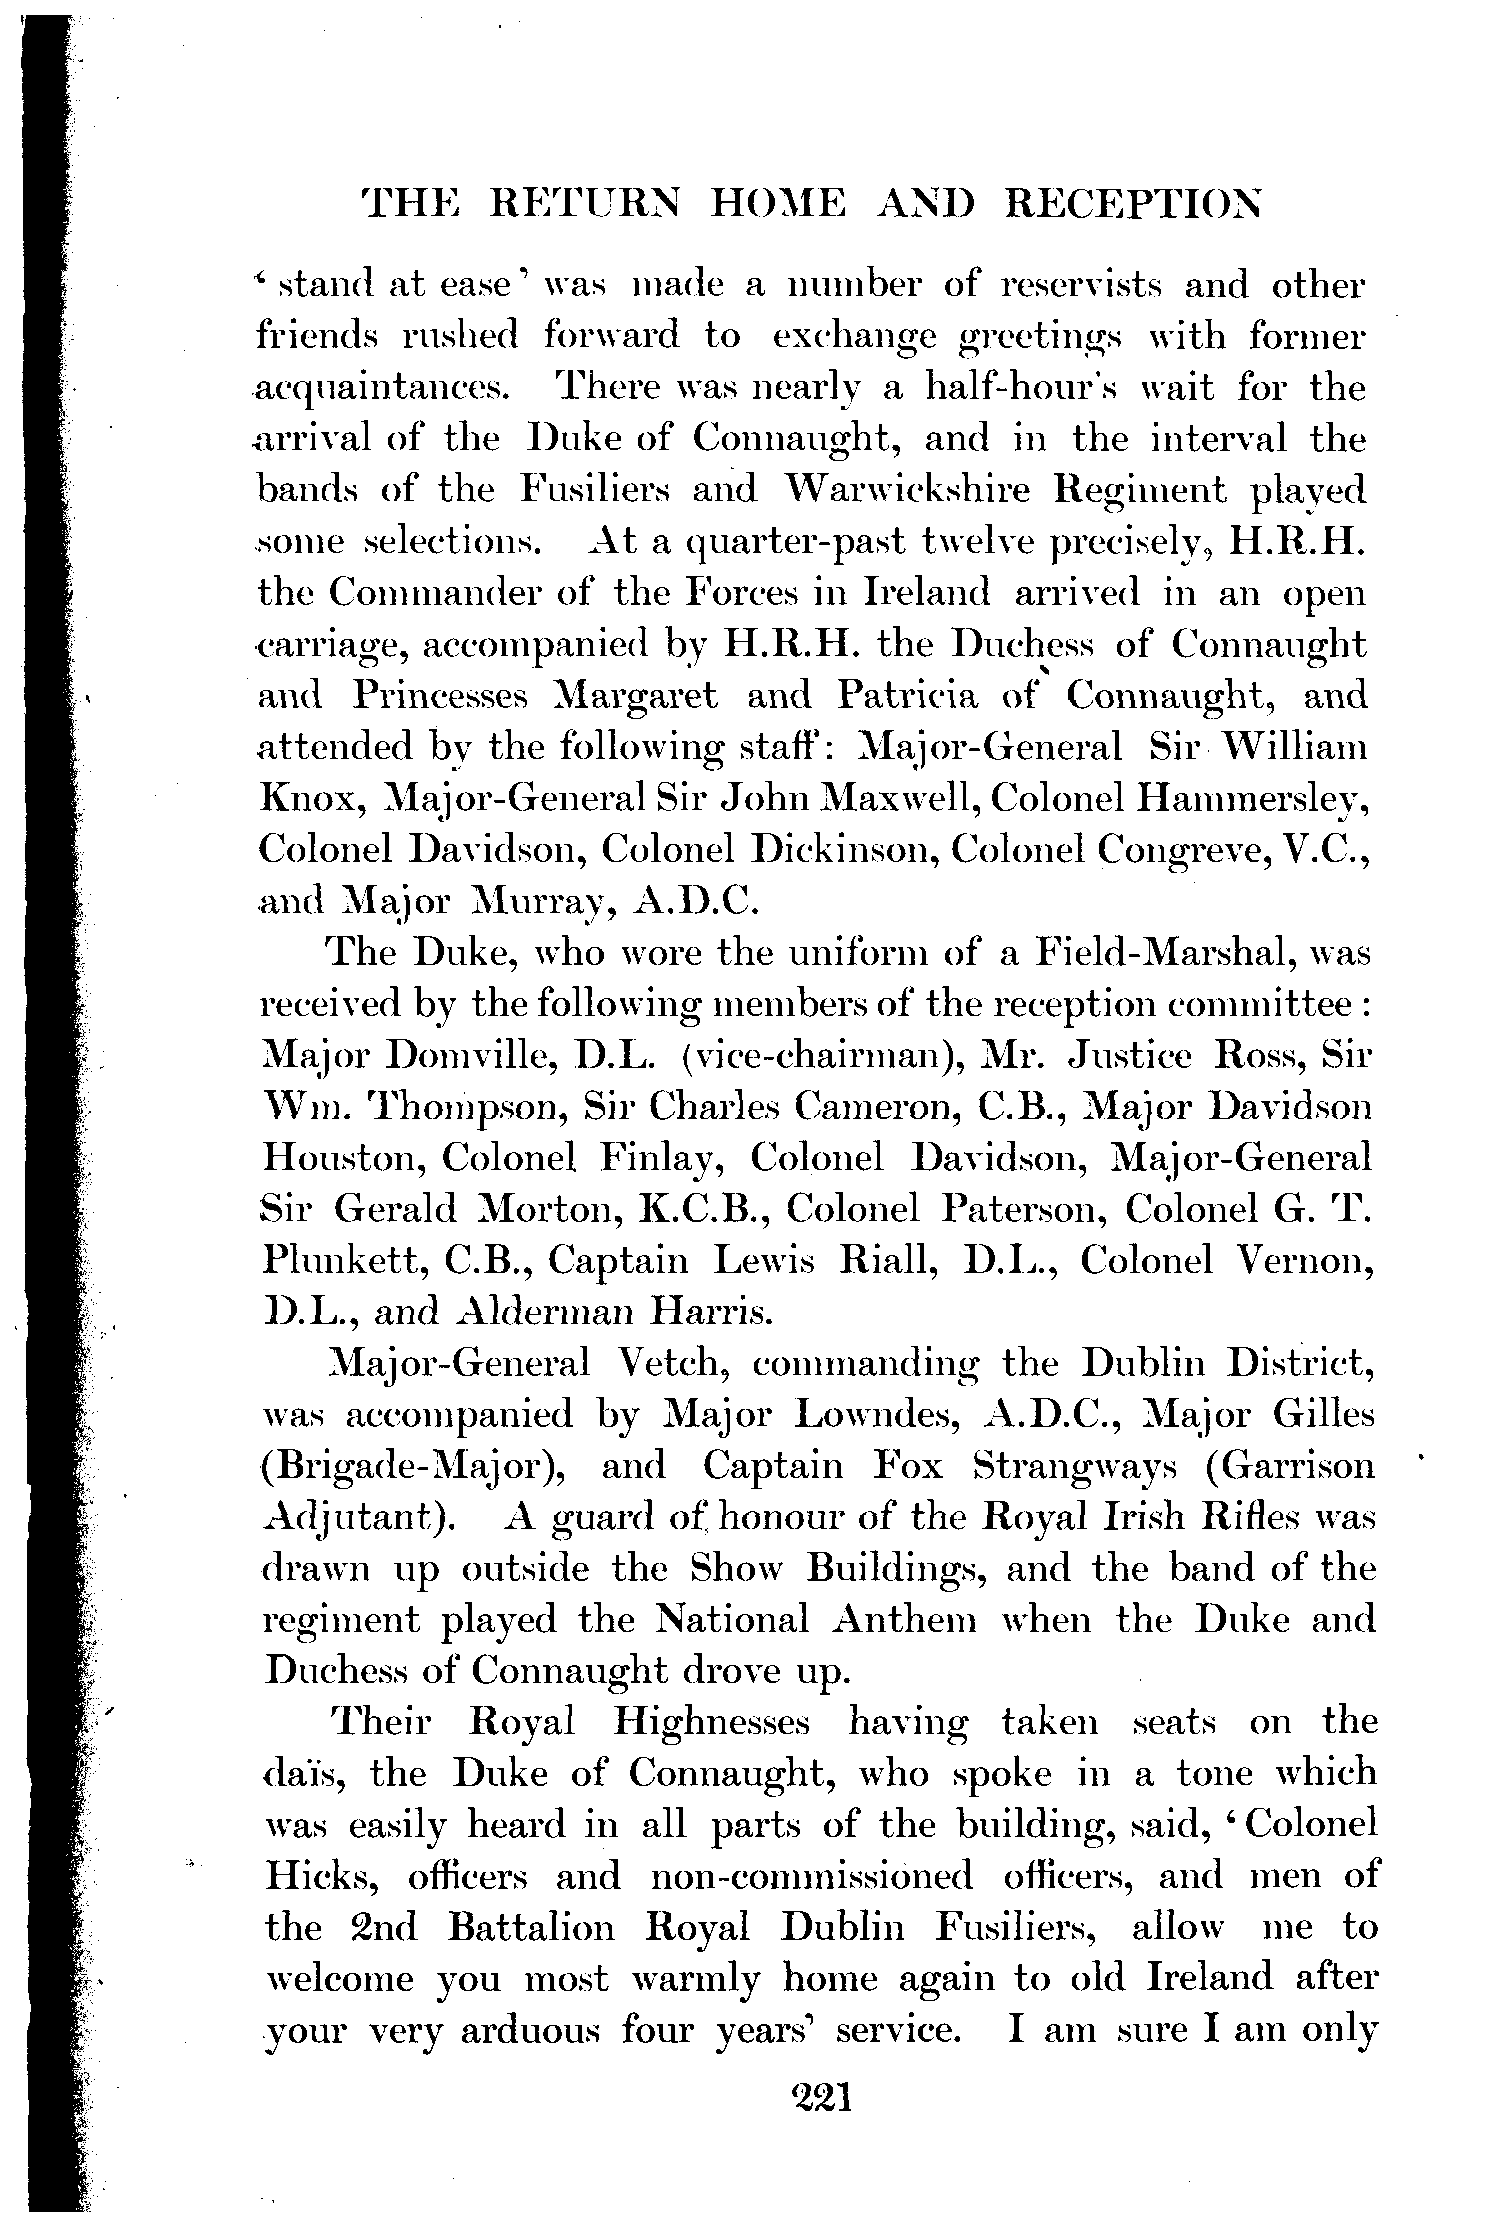 THE RETURN HOME AND RECEPTION
‘ stand at ease’ was made a number of reservists and other
friends rushed forward to exchange greetings with former
acquaintances. There was nearly a half-hour's wait for the
arrival of the Duke of Connaught, and in the interval the
bands of the Fusiliers and Warwickshire Regiment played
some selections. At a quarter-past twelve precisely, H.R.H.
the Commander of the Forces in Ireland arrived in an open
carriage, accompanied by H.R.H. the Duchess of Connaught
and Princesses Margaret and Patricia of Connaught, and
attended by the following staff: Major-General Sir William
Knox, Major-General Sir John Maxwell, Colonel Hammersley,
Colonel Davidson, Colonel Dickinson, Colonel Congreve, V.C.,
and Major Murray, A.D.C.
The Duke, who wore the uniform of a Field-Marshal, was
received by the following members of the reception committee :
Major Domville, D.L. (vice-chairman), Mr. Justice Ross, Sir
Wm. Thompson, Sir Charles Cameron, C.B., Major Davidson
Houston, Colonel Finlay, Colonel Davidson, Major-General
Sir Gerald Morton, K.C.B., Colonel Paterson, Colonel G. T.
Plunkett, C.B., Captain Lewis Riall, D.L., Colonel Vernon,
D.L., and Alderman Harris.
Major-General Vetch, commanding the Dublin District,
was accompanied by Major Lowndes, A.D.C., Major Gilles
(Brigade-Major), and Captain Fox Strangways (Garrison
Adjutant). A guard of honour of the Royal Irish Rifles was
drawn up outside the Show Buildings, and the band of the
regiment played the National Anthem when the Duke and
Duchess of Connaught drove up.
Their Royal Highnesses having taken seats on the
daïs, the Duke of Connaught, who spoke in a tone which
was easily heard in all parts of the building, said, ‘ Colonel
Hicks, officers and non-commissioned officers, and men of
the 2nd Battalion Royal Dublin Fusiliers, allow me to
welcome you most warmly home again to old Ireland after
your very arduous four years’ service. I am sure I am only
221